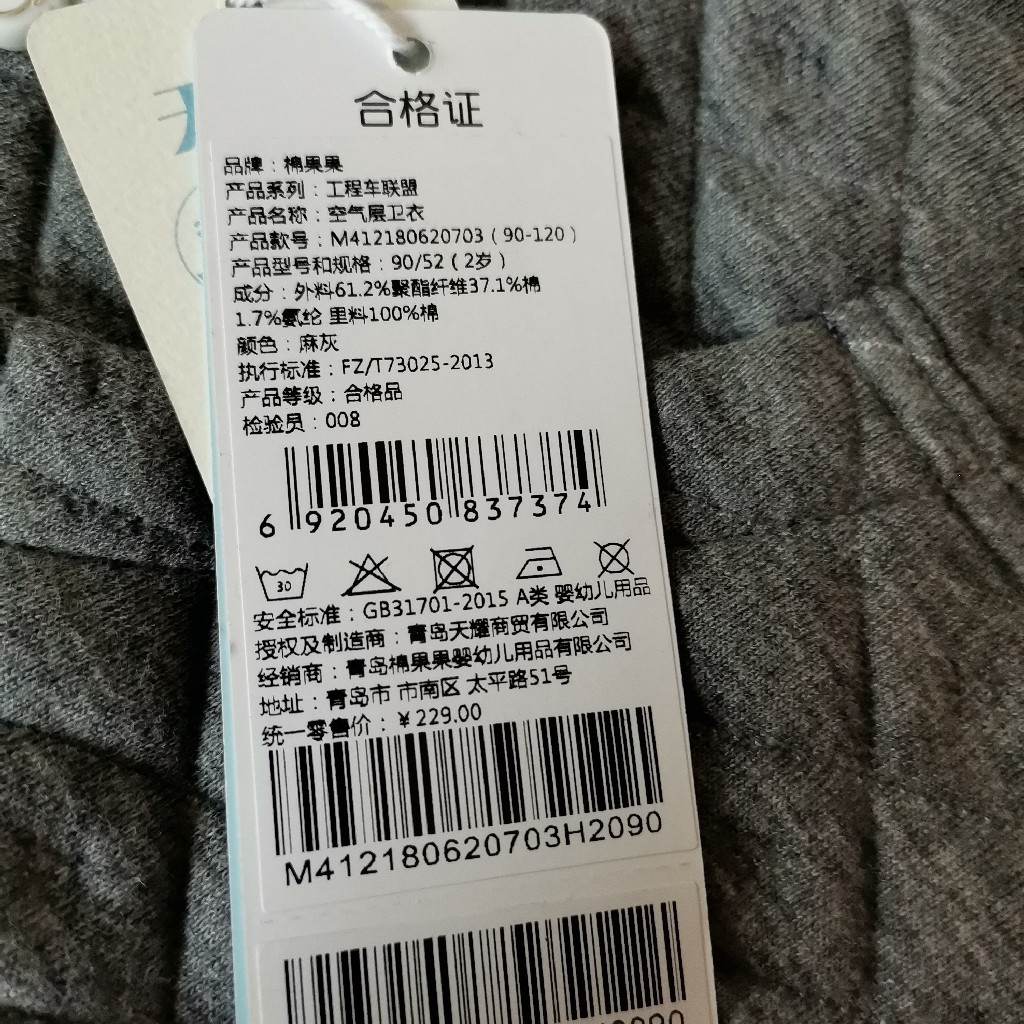 合格证
品牌：棉果果
产品系列：工程车联盟
产品名称：空气层卫衣
产品款号：M412180620703（90-120）
产品型号和规格：90/52（2岁）
成分：外料61.2%聚酯纤维37.1%棉
1.7%氨纶 里料100%棉
颜色：麻灰
执行标准：FZ/T73025-2013
产品等级：合格品
检验员：008
6 920450 837374
30
安全标准：GB31701-2015 A类 婴幼儿用品
授权及制造商：青岛天耀商贸有限公司
经销商：青岛棉果果婴幼儿用品有限公司
地址：青岛市 市南区 太平路51号
统一零售价：￥229.00
M412180620703H2090